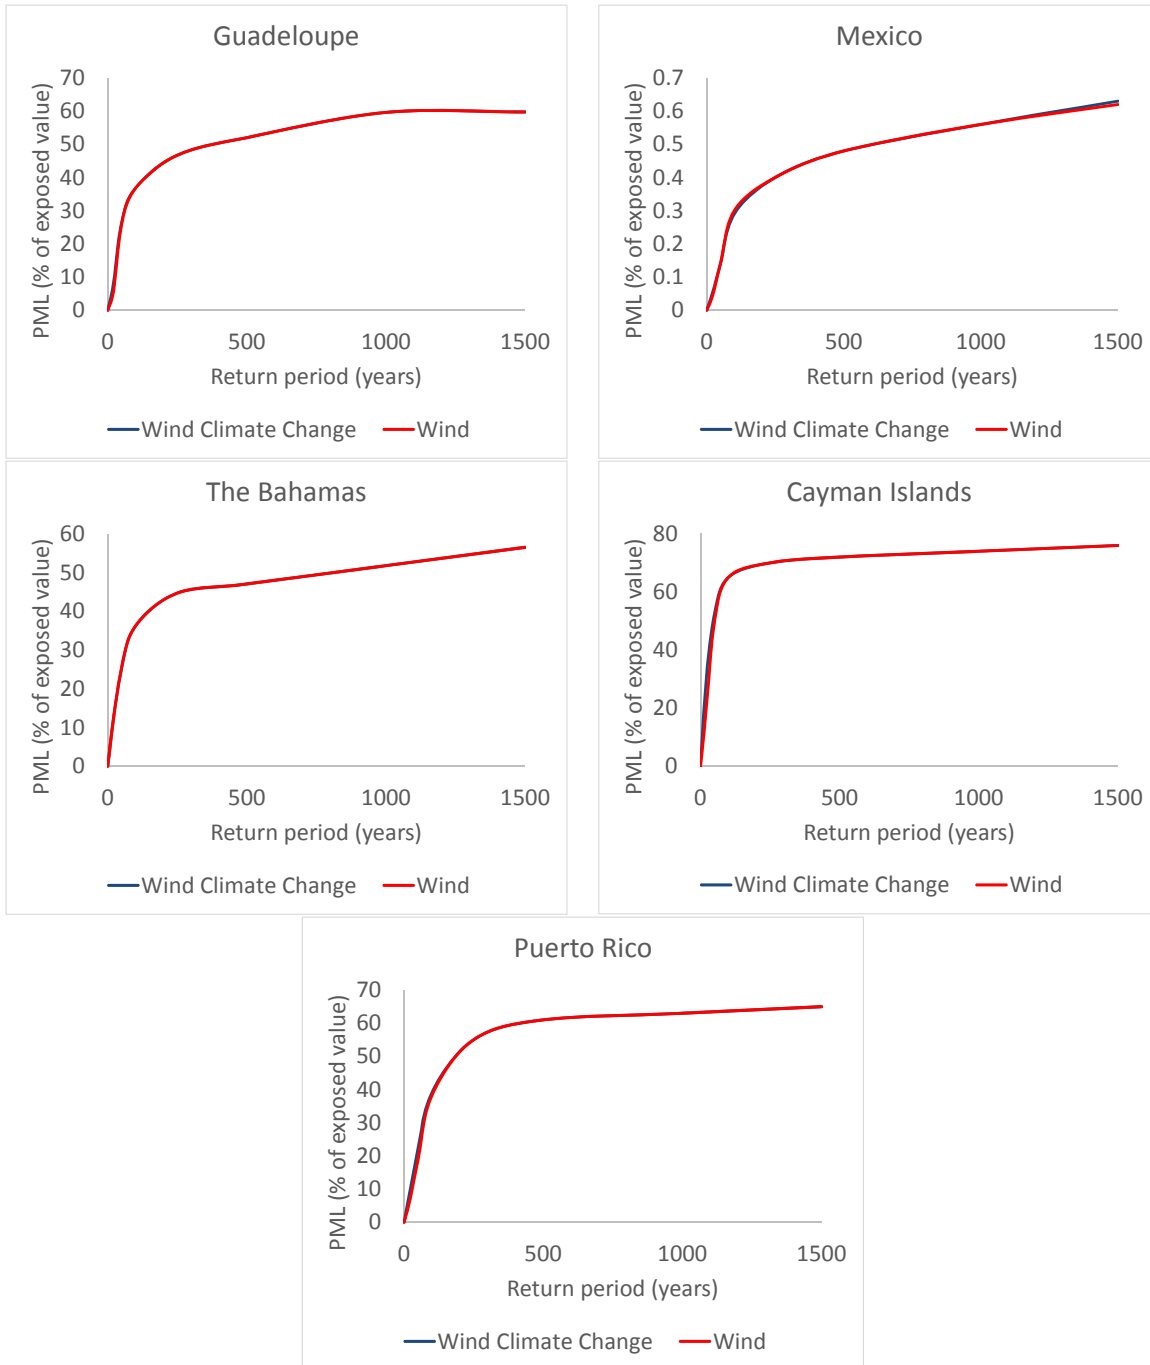 Guadeloupe
PML (% of exposed value)
70
60
50
40
30
20
10
0
0 500 1000 1500
Return period (years)
Wind Climate Change Wind
Mexico
PML (% of exposed value)
0.7
0.6
0.5
0.4
0.3
0.2
0.1
0
0 500 1000 1500
Return period (years)
Wind Climate Change Wind
The Bahamas
PML (% of exposed value)
60
50
40
30
20
10
0
0 500 1000 1500
Return period (years)
Wind Climate Change Wind
Cayman Islands
PML (% of exposed value)
80
60
40
20
0
0 500 1000 1500
Return period (years)
Wind Climate Change Wind
Puerto Rico
PML (% of exposed value)
70
60
50
40
30
20
10
0
0 500 1000 1500
Return period (years)
Wind Climate Change Wind